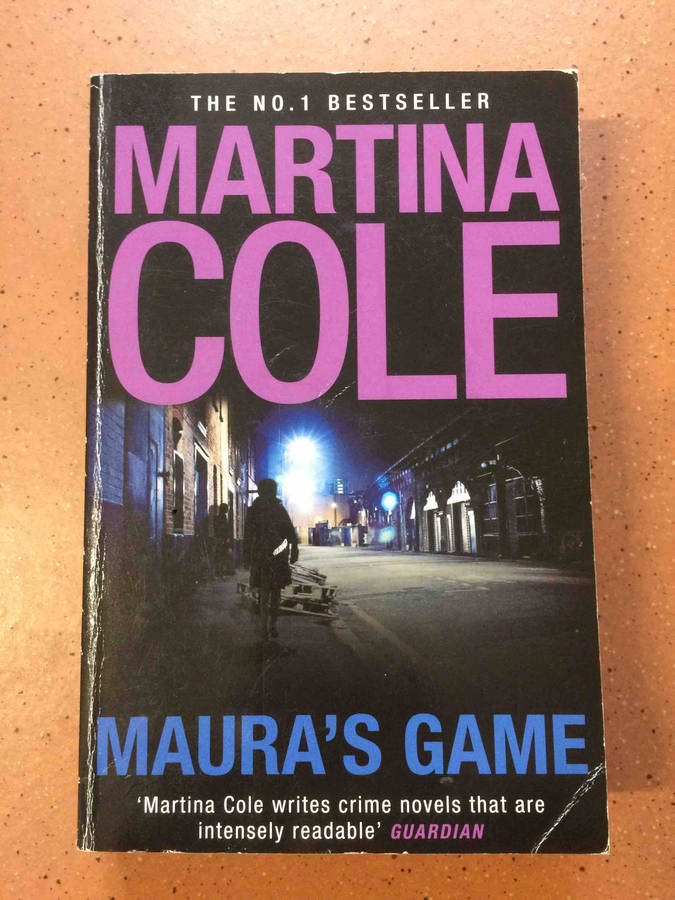 THE NO.1 BESTSELLER
MARTINA
COLE
MAURA'S GAME
‘Martina Cole writes crime novels that are
intensely readable’ GUARDIAN